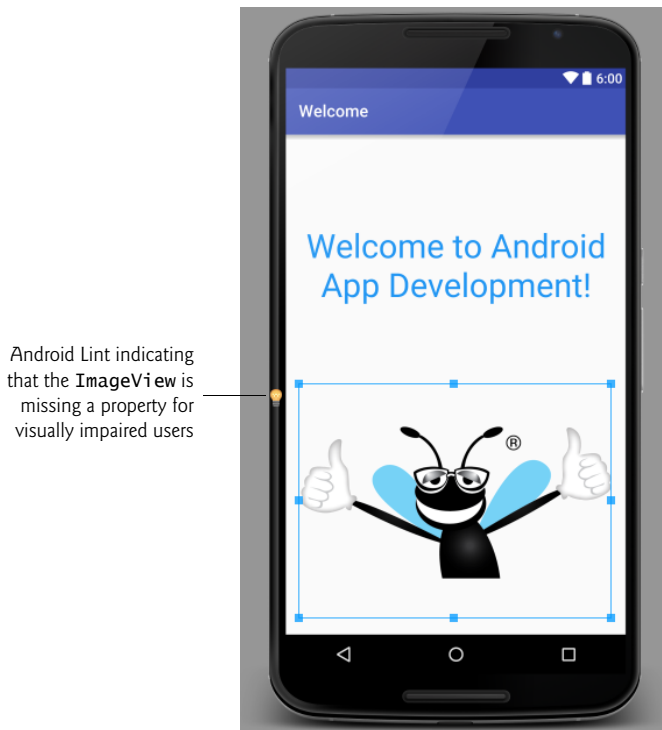 6:00
Welcome
Welcome to Android
App Development!
Android Lint indicating
that the ImageView is
missing a property for
visually impaired users
®